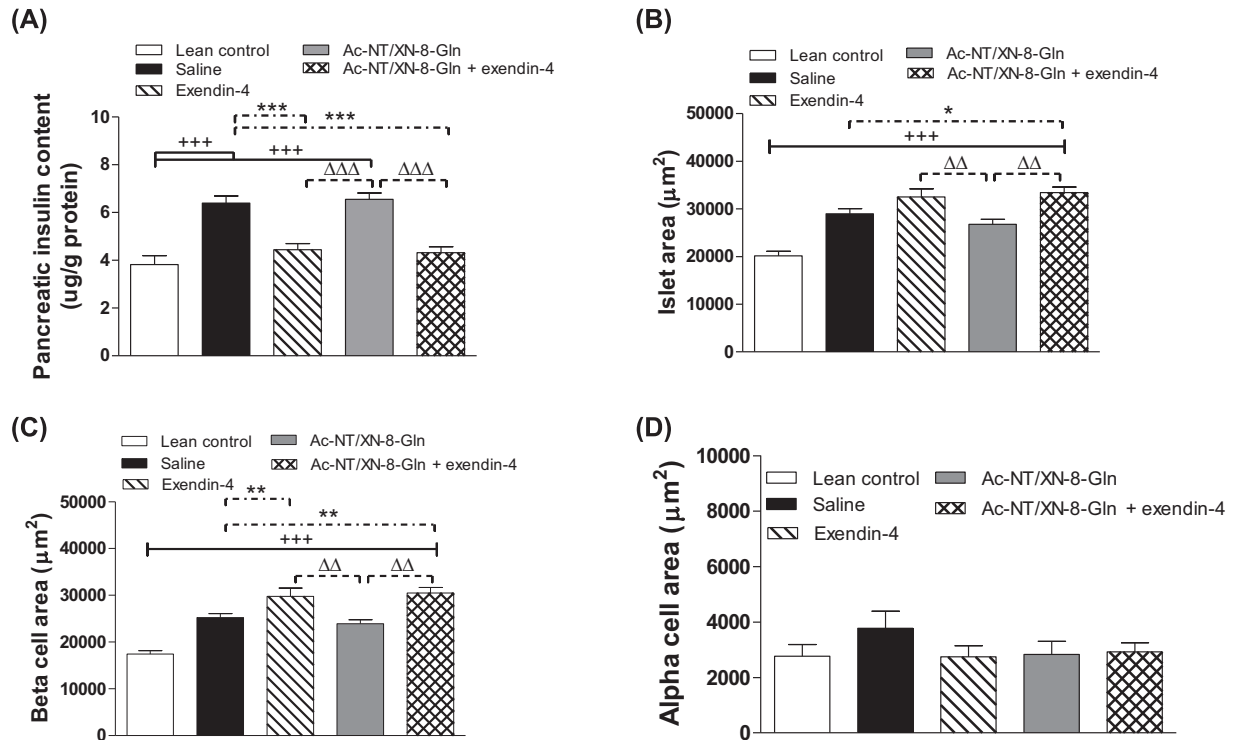 (A)
Lean control
Ac-NT/XN-8-Gln
Saline
Ac-NT/XN-8-Gln + exendin-4
Exendin-4
Pancreatic insulin content
(ug/g protein)
10
8
6
4
2
0
***
***
+++
+++
ΔΔΔ
ΔΔΔ
(B)
Lean control
Ac-NT/XN-8-Gln
Saline
Ac-NT/XN-8-Gln + exendin-4
Exendin-4
Islet area (μm²)
50000
40000
30000
20000
10000
0
*
+++
ΔΔ
ΔΔ
(C)
Lean control
Ac-NT/XN-8-Gln
Saline
Ac-NT/XN-8-Gln + exendin-4
Exendin-4
Beta cell area (μm²)
50000
40000
30000
20000
10000
0
**
**
+++
ΔΔ
ΔΔ
(D)
Lean control
Ac-NT/XN-8-Gln
Saline
Ac-NT/XN-8-Gln + exendin-4
Exendin-4
Alpha cell area (μm²)
10000
8000
6000
4000
2000
0